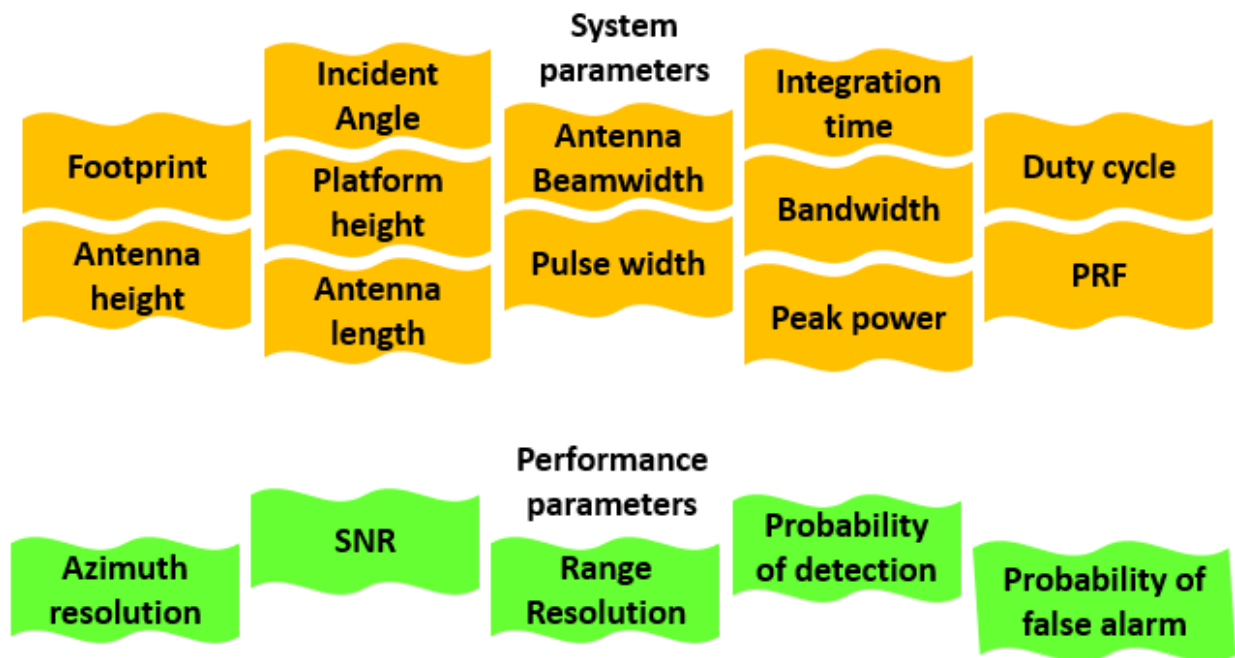 System
parameters
Footprint
Antenna
height
Incident
Angle
Platform
height
Antenna
length
Antenna
Beamwidth
Pulse width
Integration
time
Bandwidth
Peak power
Duty cycle
PRF
Performance
parameters
Azimuth
resolution
SNR
Range
Resolution
Probability
of detection
Probability of
false alarm